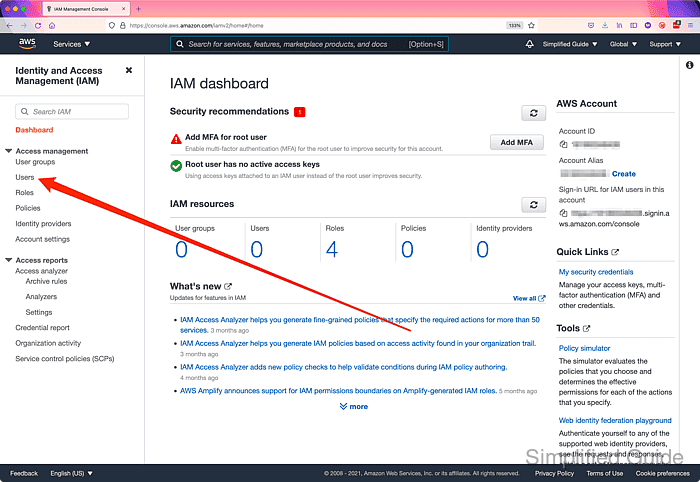 IAM Management Console
https://console.aws.amazon.com/iamv2/home#/home
133%
aws
Services
Search for services, features, marketplace products, and docs
[Option+S]
Simplified Guide
Global
Support
Identity and Access
Management (IAM)
Search IAM
Dashboard
Access management
User groups
Users
Roles
Policies
Identity providers
Account settings
Access reports
Access analyzer
Archive rules
Analyzers
Settings
Credential report
Organization activity
Service control policies (SCPs)
IAM dashboard
Security recommendations 1
Add MFA for root user
Enable multi-factor authentication (MFA) for the root user to improve security for this account.
Add MFA
Root user has no active access keys
Using access keys attached to an IAM user instead of the root user improves security.
IAM resources
User groups
0
Users
0
Roles
4
Policies
0
Identity providers
0
What's new
Updates for features in IAM
View all
IAM Access Analyzer helps you generate fine-grained policies that specify the required actions for more than 50
services. 3 months ago
IAM Access Analyzer helps you generate IAM policies based on access activity found in your organization trail.
3 months ago
IAM Access Analyzer adds new policy checks to help validate conditions during IAM policy authoring.
4 months ago
AWS Amplify announces support for IAM permissions boundaries on Amplify-generated IAM roles. 5 months ago
more
AWS Account
Account ID
Account Alias
Create
Sign-in URL for IAM users in this
account
.signin.a
ws.amazon.com/console
Quick Links
My security credentials
Manage your access keys, multi-
factor authentication (MFA) and
other credentials.
Tools
Policy simulator
The simulator evaluates the
policies that you choose and
determines the effective
permissions for each of the actions
that you specify.
Web identity federation playground
Authenticate yourself to any of the
supported web identity providers,
see the requests and responses,
Simplified Guide
Feedback
English (US)
© 2008 - 2021, Amazon Web Services, Inc. or its affiliates. All rights reserved.
Privacy Policy
Terms of Use
Cookie preferences